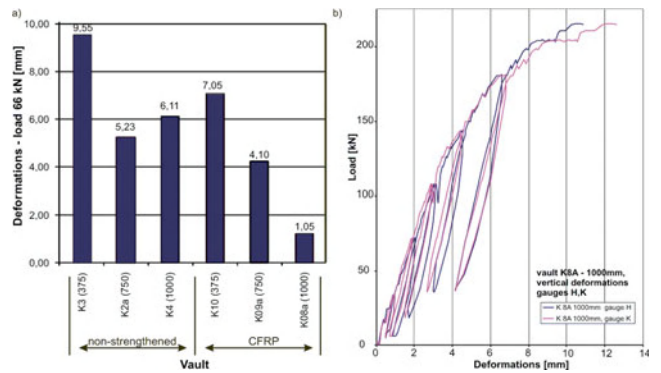 a)
Deformations - load 66 kN [mm]
10,00
8,00
6,00
4,00
2,00
0,00
9,55
5,23
6,11
7,05
4,10
1,05
K3 (375)
K2a (750)
K4 (1000)
K10 (375)
K09a (750)
K08a (1000)
non-strengthened
CFRP
Vault
b)
Load [kN]
250
200
150
100
50
0
0 2 4 6 8 10 12 14
Deformations [mm]
vault K8A - 1000mm,
vertical deformations
gauges H,K
K 8A 1000mm gauge H
K 8A 1000mm, gauge K